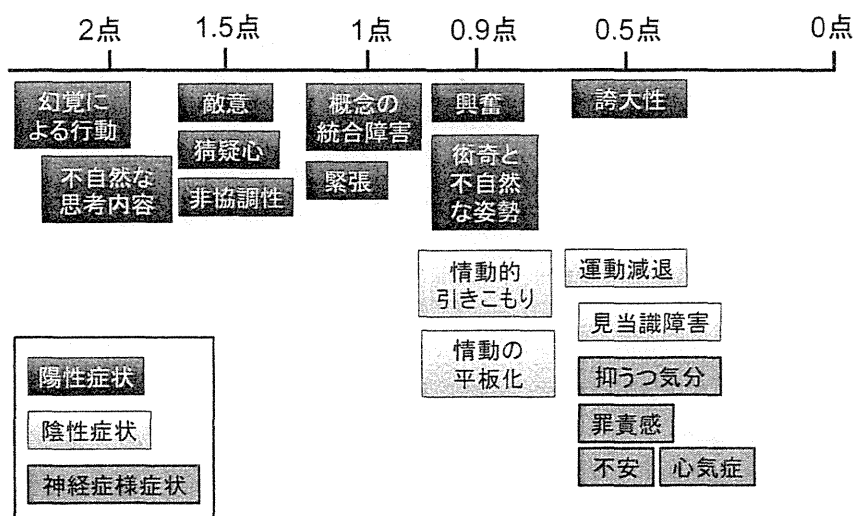 2点 1.5点 1点 0.9点 0.5点 0点
幻覚に
よる行動
不自然な
思考内容
敵意
猜疑心
非協調性
概念の
統合障害
緊張
興奮
衒奇と
不自然
な姿勢
誇大性
情動的
引きこもり
情動の
平板化
運動減退
見当識障害
抑うつ気分
罪責感
不安 心気症
陽性症状
陰性症状
神経症様症状